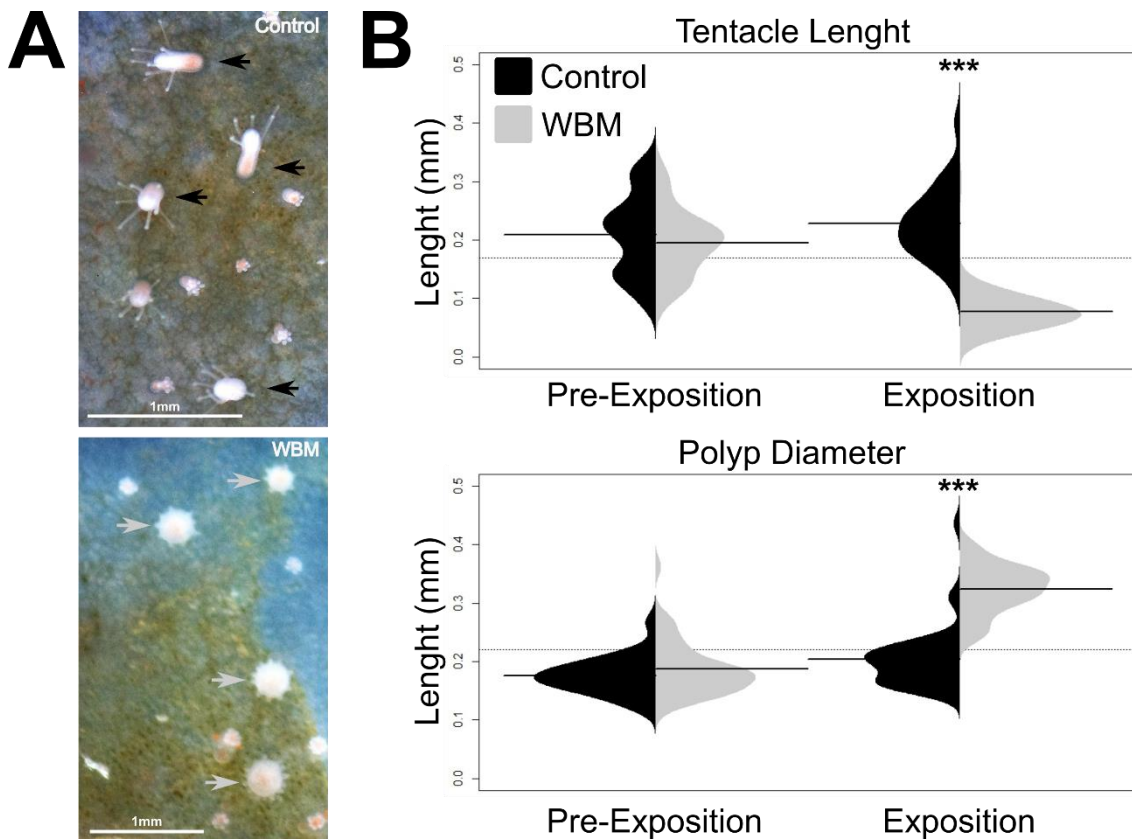 A
Control
1mm
WBM
1mm
B
Tentacle Lenght
Control
WBM
***
Lenght (mm)
0.5
0.4
0.3
0.2
0.1
0.0
Pre-Exposition
Exposition
Polyp Diameter
***
Lenght (mm)
0.5
0.4
0.3
0.2
0.1
0.0
Pre-Exposition
Exposition